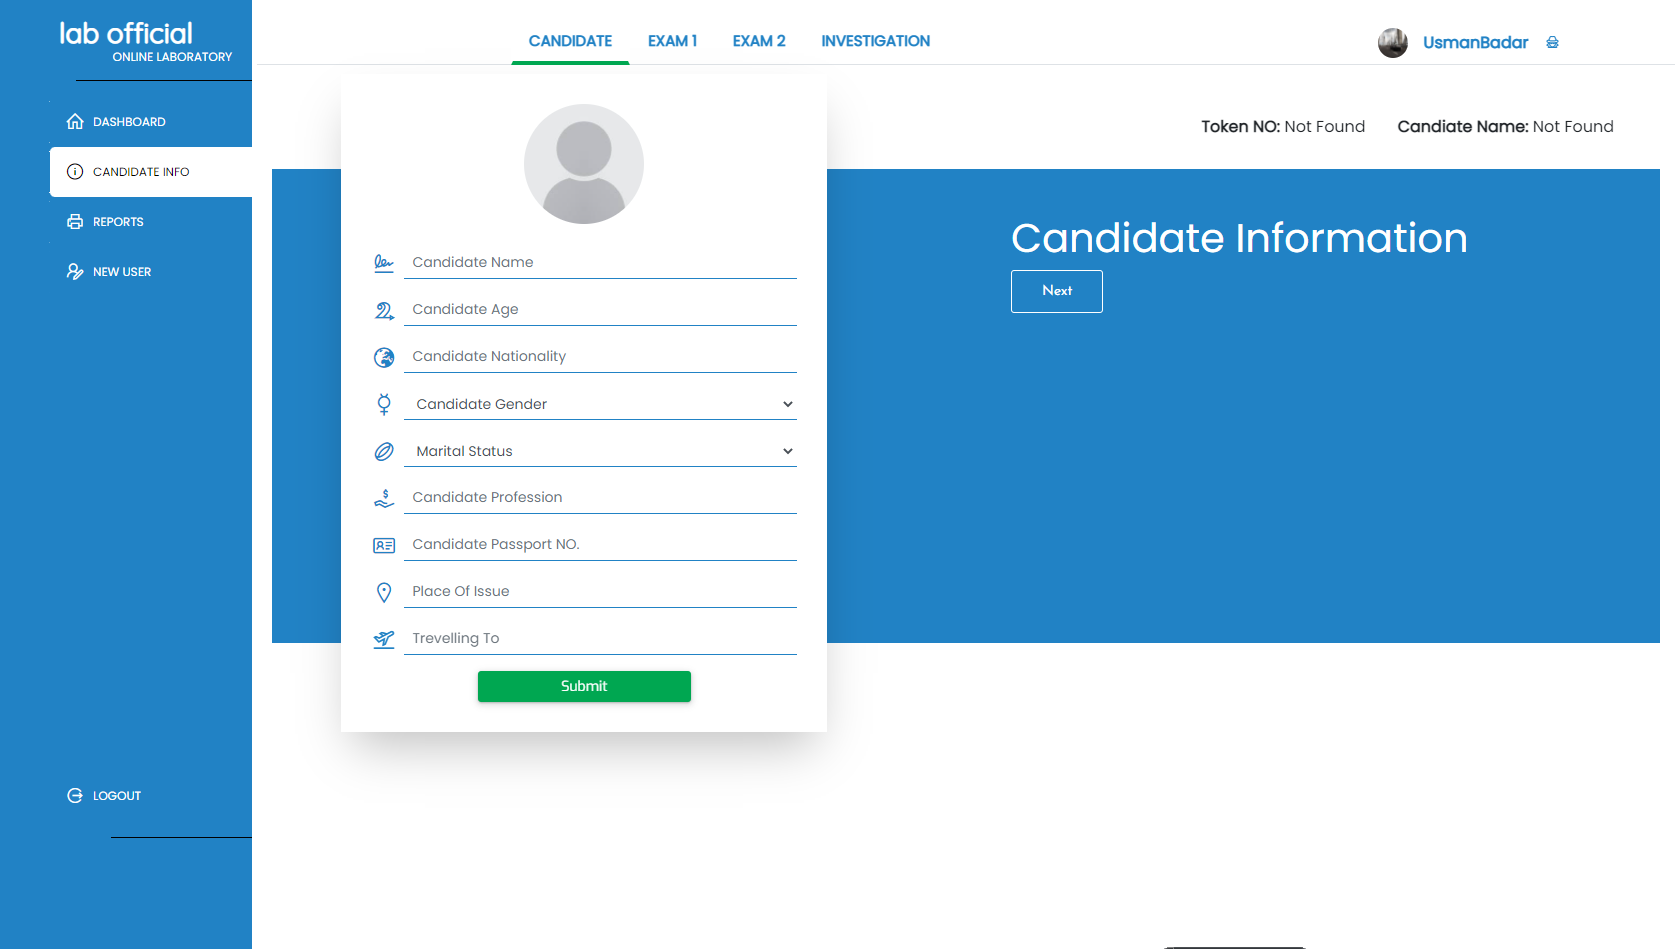 lab official
ONLINE LABORATORY
DASHBOARD
CANDIDATE INFO
REPORTS
NEW USER
LOGOUT
CANDIDATE EXAM 1 EXAM 2 INVESTIGATION
UsmanBadar
Token NO: Not Found Candiate Name: Not Found
Candidate Name
Candidate Age
Candidate Nationality
Candidate Gender
Marital Status
Candidate Profession
Candidate Passport NO.
Place Of Issue
Trevelling To
Submit
Candidate Information
Next